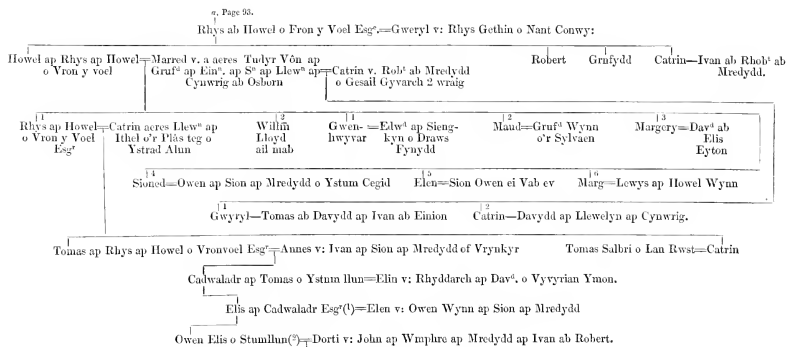 a, Page 93.
Rhys ab Howel o Fron y Voel Esgʳ.=Gweryl v: Rhys Gethin o Nant Conwy:
Howel ap Rhys ap Howel=Marred v. a aeres Tudyr Vôn ap Robert Grufydd Catrin—Ivan ab Rhobᵗ ab
o Vron y voel Grufᵈ ap Einⁿ. ap Sⁿ ap Llewⁿ ap=Catrin v. Robᵗ ab Mredydd Mredydd.
Cynwrig ab Osborn o Gesail Gyvarch 2 wraig
1 2 1 2 3
Rhys ap Howel=Catrin aeres Llewⁿ ap Willm Gwen-=Edwᵈ ap Sieng- Maud=Grufᵈ Wynn Margery=Davᵈ ab
o Vron y Voel Ithel o'r Plâs teg o Lloyd hwyvar kyn o Draws o'r Sylvaen Elis
Esgʳ Ystrad Alun ail mab Fynydd Eyton
4 5 6
Sioned=Owen ap Sion ap Mredydd o Ystum Cegid Elen=Sion Owen ei Vab ev Marg=Lewys ap Howel Wynn
1 2
Gwyryl—Tomas ab Davydd ap Ivan ab Einion Catrin—Davydd ap Llewelyn ap Cynwrig.
Tomas ap Rhys ap Howel o Vronvoel Esgʳ=Annes v: Ivan ap Sion ap Mredydd of Vrynkyr Tomas Salbri o Lan Rwst=Catrin
Cadwaladr ap Tomas o Ystum llun=Elin v: Rhyddarch ap Davᵈ. o Vyvyrian Ymon.
Elis ap Cadwaladr Esgʳ(¹)=Elen v: Owen Wynn ap Sion ap Mredydd
Owen Elis o Stumllun(²)=Dorti v: John ap Wmphre ap Mredydd ap Ivan ab Robert.